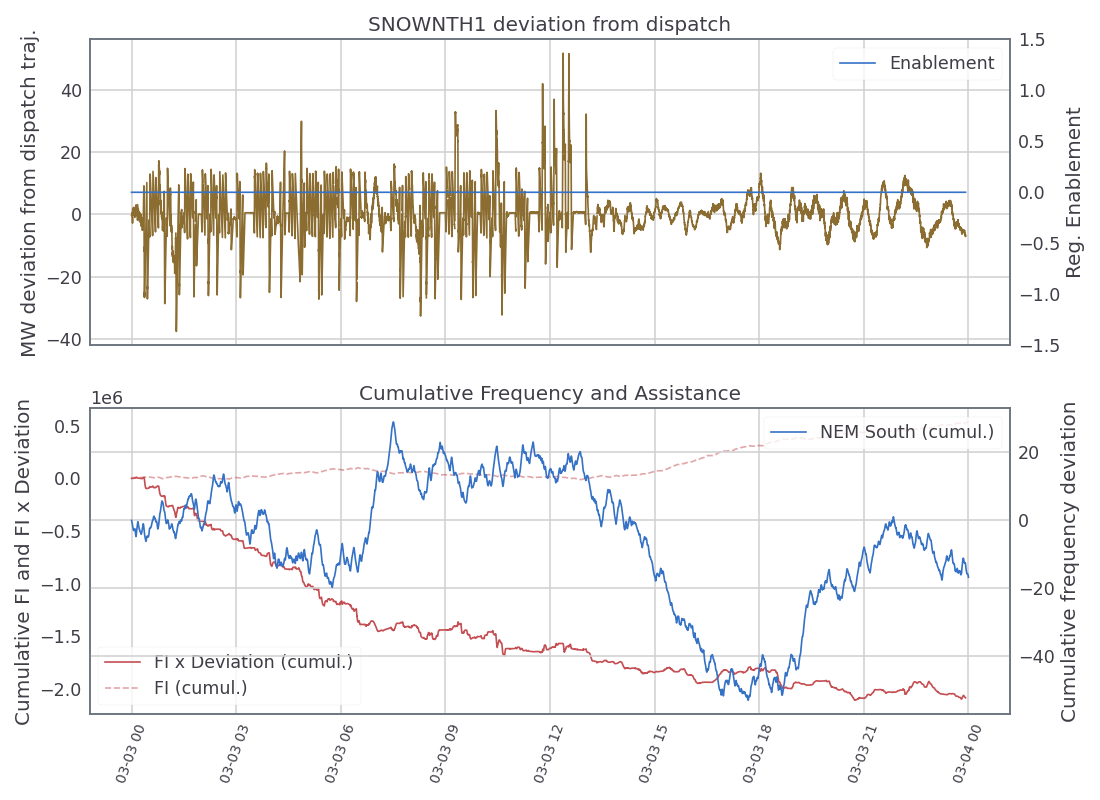 SNOWNTH1 deviation from dispatch
MW deviation from dispatch traj.
40
20
0
−20
−40
Enablement
1.5
1.0
0.5
0.0
−0.5
−1.0
−1.5
Reg. Enablement
Cumulative Frequency and Assistance
1e6
Cumulative FI and FI x Deviation
0.5
0.0
−0.5
−1.0
−1.5
−2.0
NEM South (cumul.)
FI x Deviation (cumul.)
FI (cumul.)
20
0
−20
−40
Cumulative frequency deviation
03-03 00
03-03 03
03-03 06
03-03 09
03-03 12
03-03 15
03-03 18
03-03 21
03-04 00